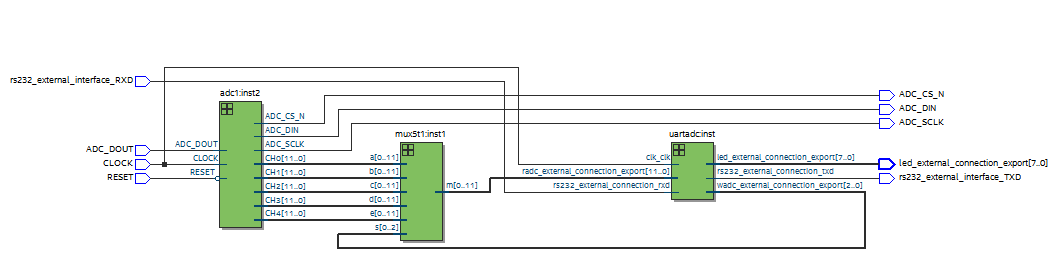 rs232_external_interface_RXD
adc1:inst2
ADC_CS_N
ADC_CS_N
ADC_DIN
ADC_DIN
ADC_SCLK
mux5t1:inst1
uartadc:inst
ADC_DOUT
ADC_DOUT
ADC_SCLK
CLOCK
CLOCK
CH0[11..0]
a[0..11]
clk_clk
led_external_connection_export[7..0]
led_external_connection_export[7..0]
RESET
RESET
CH1[11..0]
b[0..11]
radc_external_connection_export[11..0]
rs232_external_connection_txd
rs232_external_interface_TXD
CH2[11..0]
c[0..11]
m[0..11]
rs232_external_connection_rxd
wadc_external_connection_export[2..0]
CH3[11..0]
d[0..11]
CH4[11..0]
e[0..11]
s[0..2]